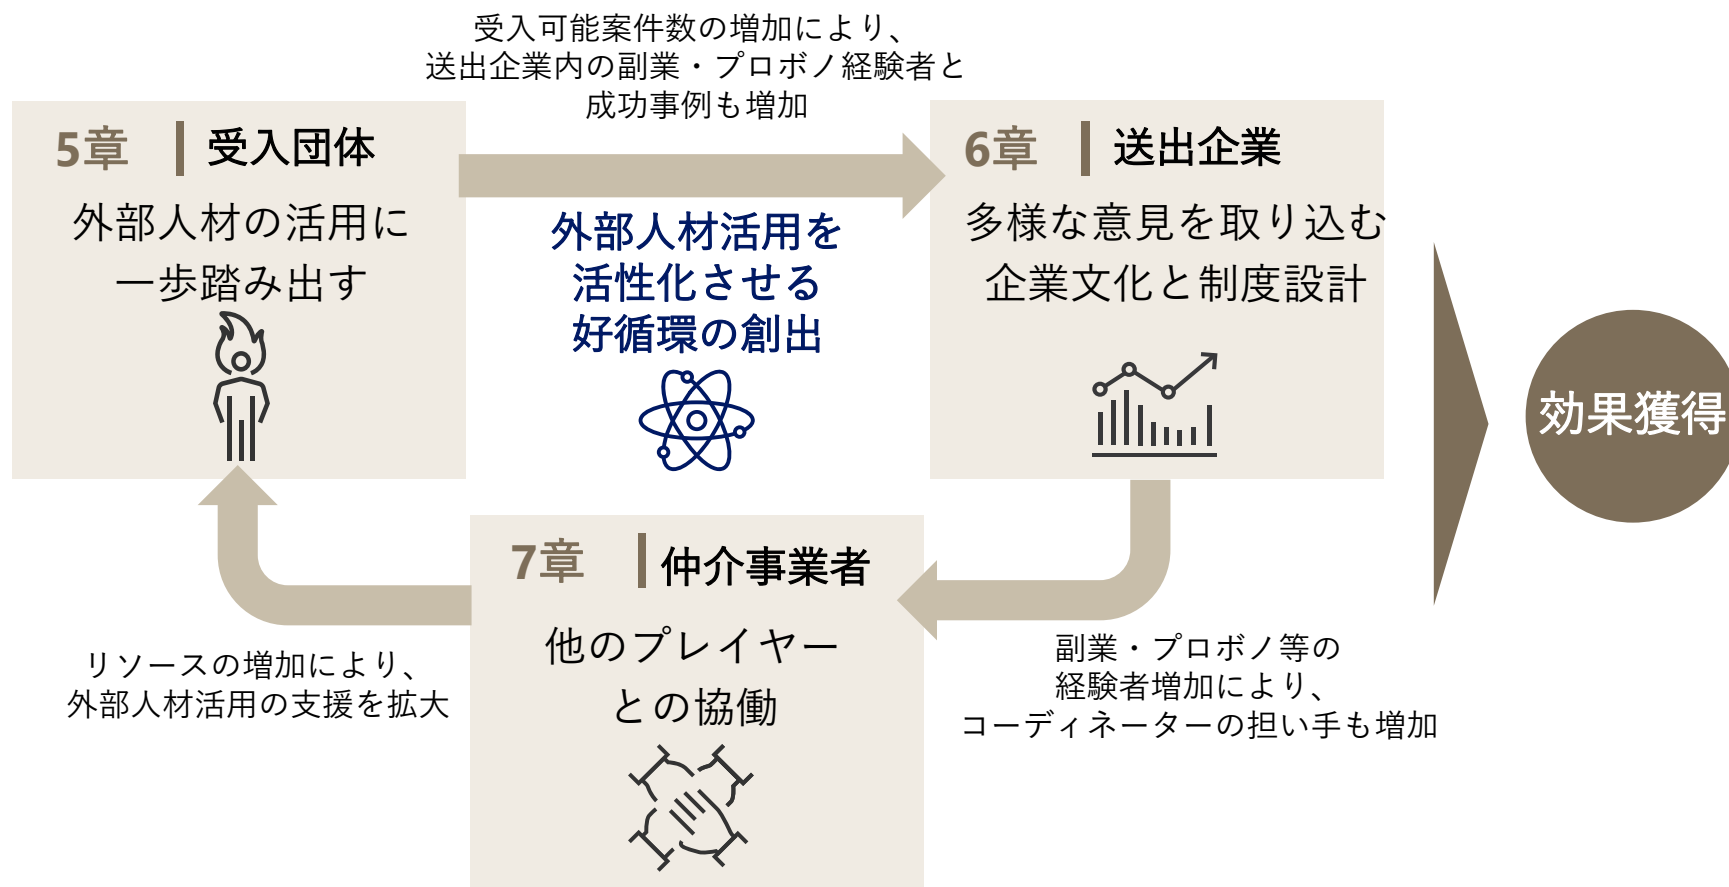 受入可能案件数の増加により、
送出企業内の副業・プロボノ経験者と
成功事例も増加
5章 受入団体
外部人材の活用に
一歩踏み出す
外部人材活用を
活性化させる
好循環の創出
6章 送出企業
多様な意見を取り込む
企業文化と制度設計
効果獲得
7章 仲介事業者
他のプレイヤー
との協働
リソースの増加により、
外部人材活用の支援を拡大
副業・プロボノ等の
経験者増加により、
コーディネーターの担い手も増加